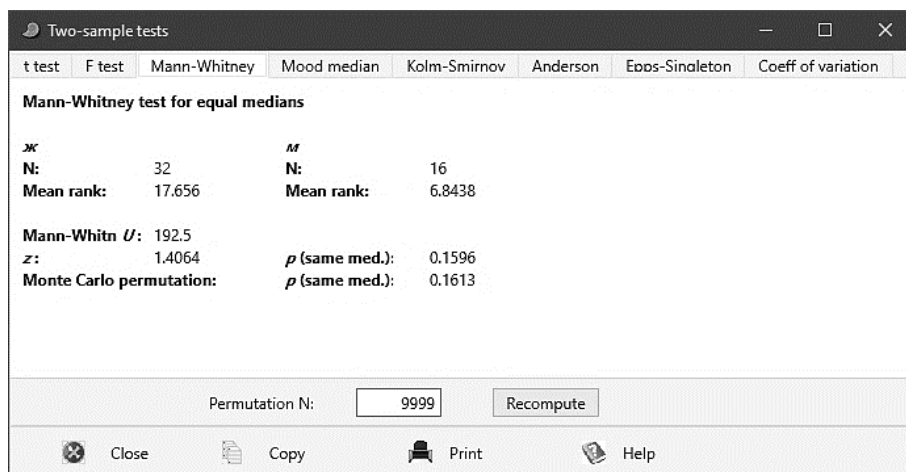 Two-sample tests
t test F test Mann-Whitney Mood median Kolm-Smirnov Anderson Epps-Singleton Coeff of variation
Mann-Whitney test for equal medians
ж м
N: 32 N: 16
Mean rank: 17.656 Mean rank: 6.8438
Mann-Whitn U: 192.5
z: 1.4064 p (same med.): 0.1596
Monte Carlo permutation: p (same med.): 0.1613
Permutation N: 9999 Recompute
Close Copy Print Help